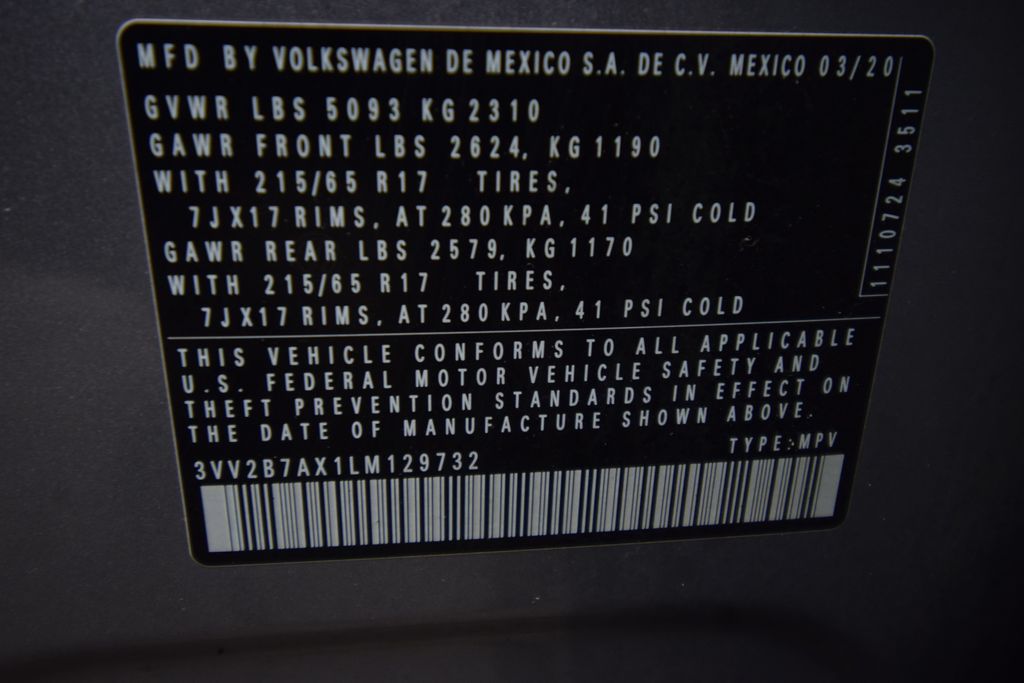 MFD BY VOLKSWAGEN DE MEXICO S.A. DE C.V. MEXICO 03/20
GVWR LBS 5093 KG 2310
GAWR FRONT LBS 2624, KG 1190
WITH 215/65 R17 TIRES,
7JX17 RIMS, AT 280 KPA, 41 PSI COLD
GAWR REAR LBS 2579, KG 1170
WITH 215/65 R17 TIRES,
7JX17 RIMS, AT 280 KPA, 41 PSI COLD
1110724 3511
THIS VEHICLE CONFORMS TO ALL APPLICABLE
U.S. FEDERAL MOTOR VEHICLE SAFETY AND
THEFT PREVENTION STANDARDS IN EFFECT ON
THE DATE OF MANUFACTURE SHOWN ABOVE.
TYPE: MPV
3VV2B7AX1LM129732